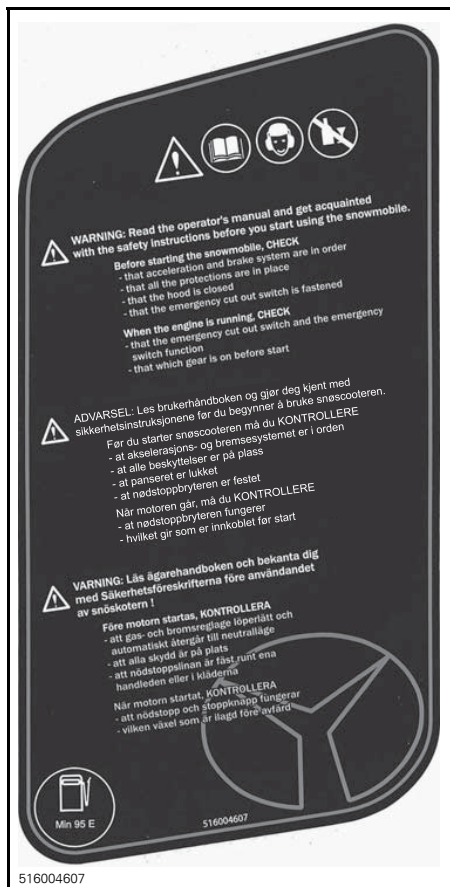 WARNING: Read the operator's manual and get acquainted
with the safety instructions before you start using the snowmobile.
Before starting the snowmobile, CHECK
- that acceleration and brake system are in order
- that all the protections are in place
- that the hood is closed
- that the emergency cut out switch is fastened
When the engine is running, CHECK
- that the emergency cut out switch and the emergency
switch function
- that which gear is on before start
ADVARSEL: Les brukerhåndboken og gjør deg kjent med
sikkerhetsinstruksjonene før du begynner å bruke snøscooteren.
Før du starter snøscooteren må du KONTROLLERE
- at akselerasjons- og bremsesystemet er i orden
- at alle beskyttelser er på plass
- at panseret er lukket
- at nødstoppbryteren er festet
Når motoren går, må du KONTROLLERE
- at nødstoppbryteren fungerer
- hvilket gir som er innkoblet før start
VARNING: Läs ägarehandboken och bekanta dig
med Säkerhetsföreskrifterna före användandet
av snöskotern !
Före motorn startas, KONTROLLERA
- att gas- och bromsreglage löperlätt och
automatiskt återgår till neutralläge
- att alla skydd är på plats
- att nödstoppslinan är fäst runt ena
handleden eller i kläderna
När motorn startat, KONTROLLERA
- att nödstopp och stoppknapp fungerar
- vilken växel som är ilagd före avfärd
Min 95 E
516004607
516004607